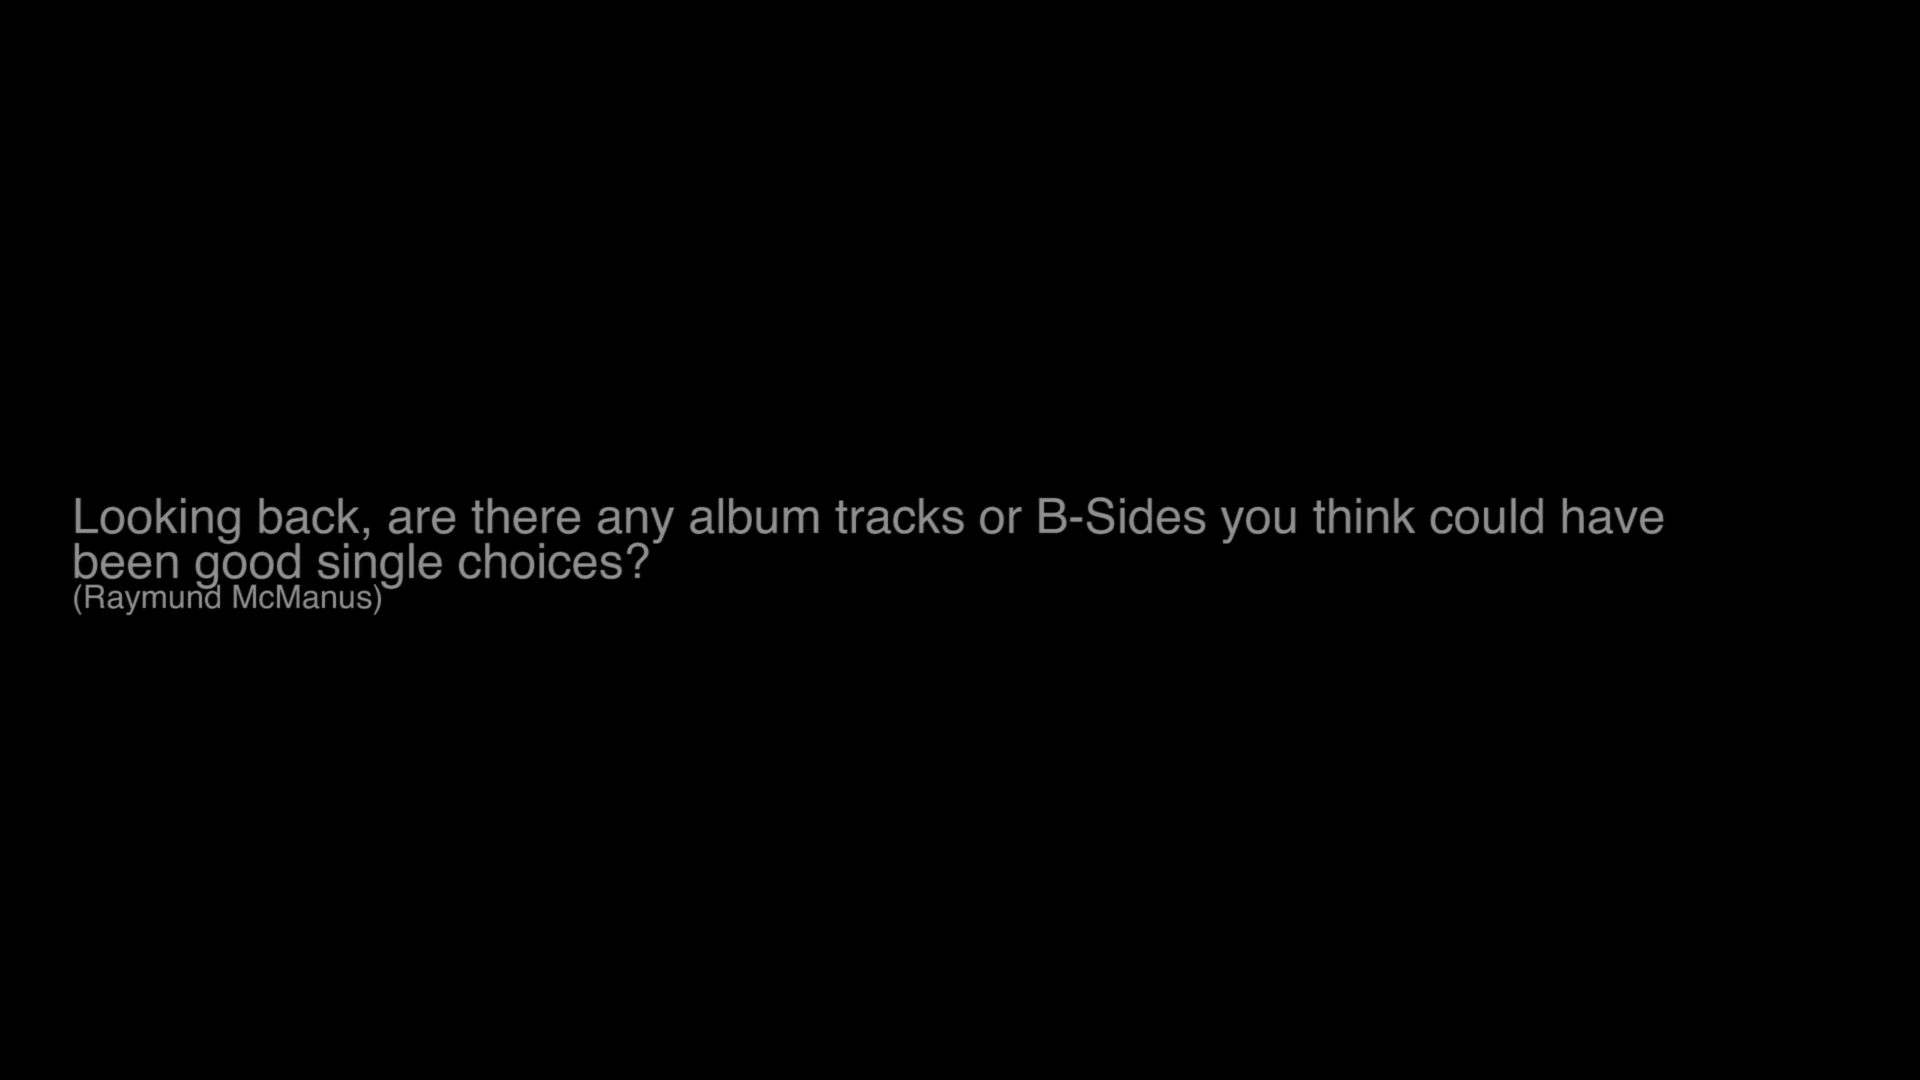 Looking back, are there any album tracks or B-Sides you think could have
been good single choices?
(Raymund McManus)